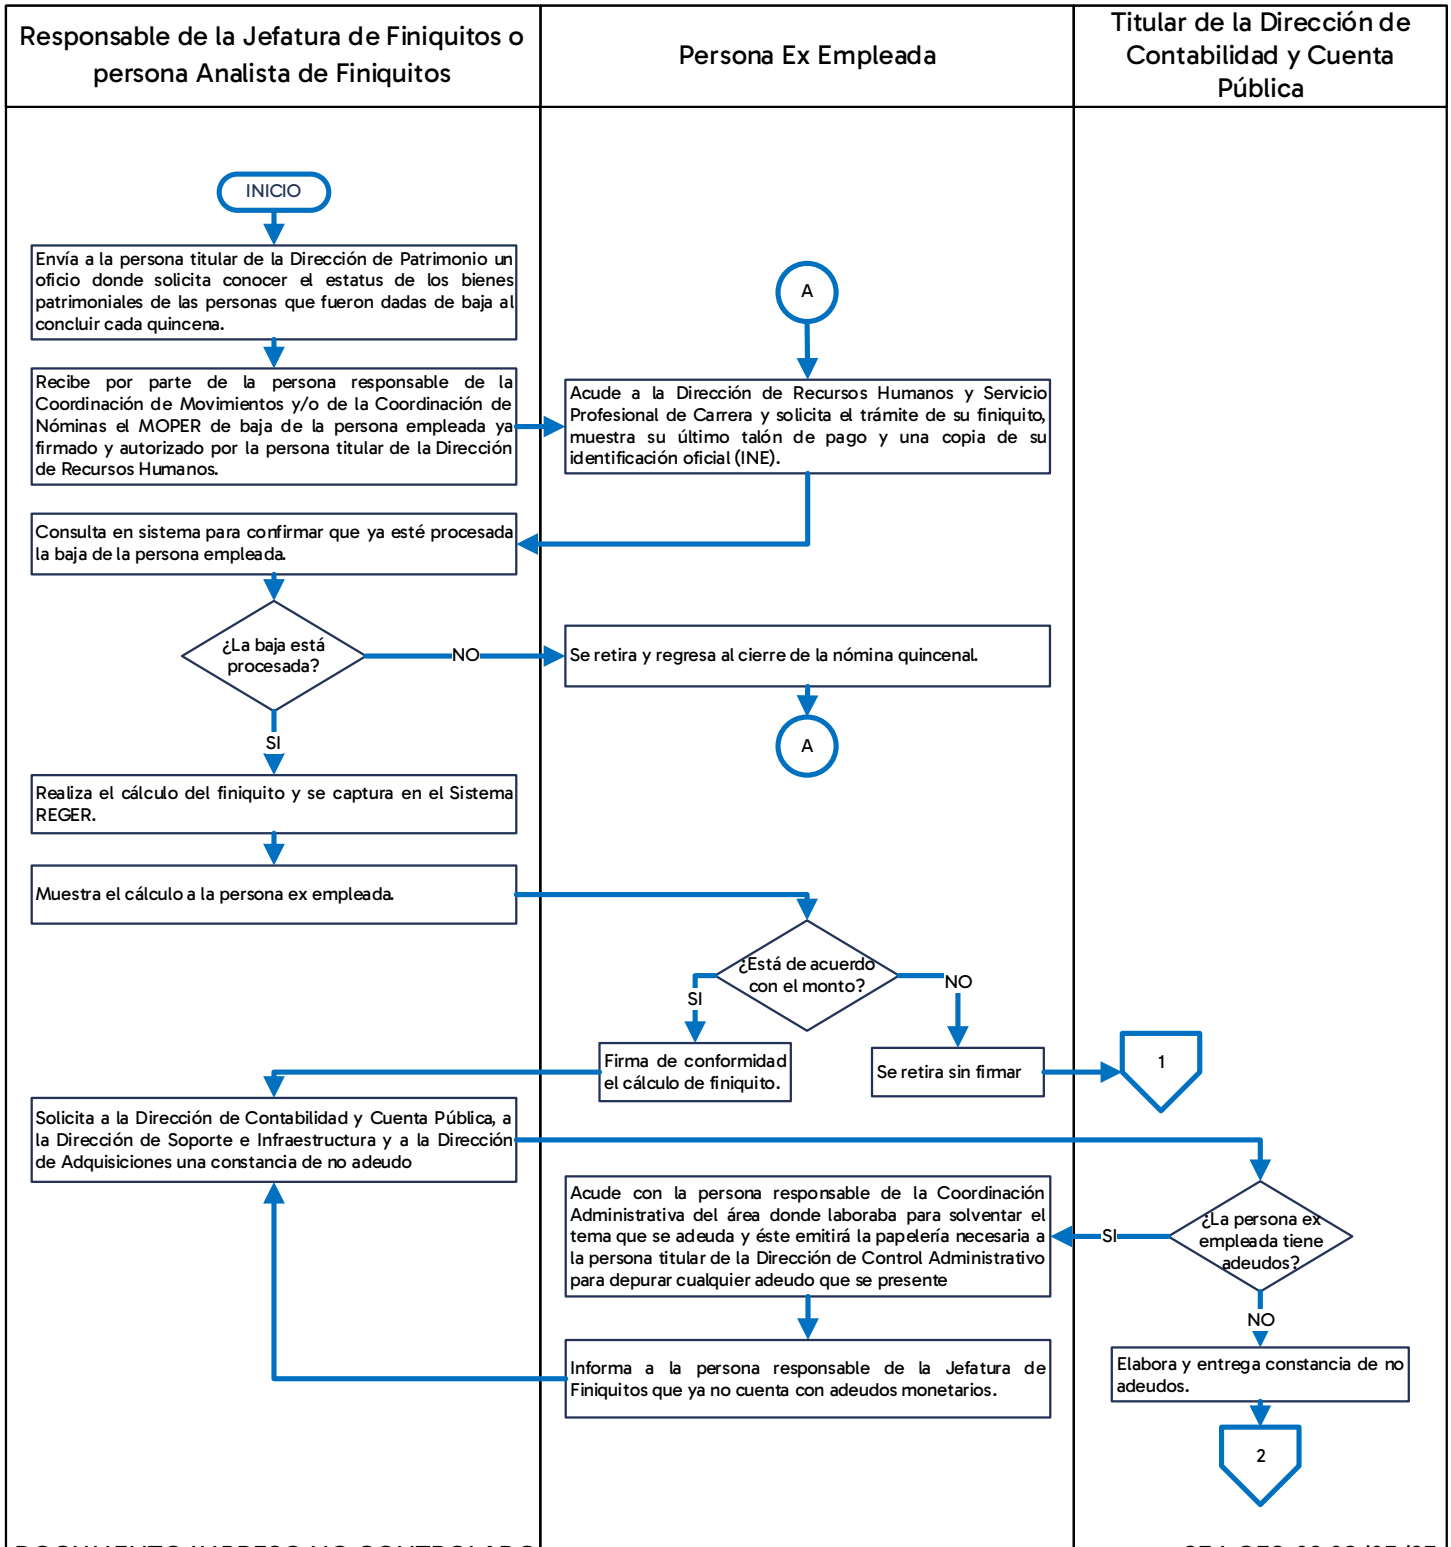 Responsable de la Jefatura de Finiquitos o
persona Analista de Finiquitos
Persona Ex Empleada
Titular de la Dirección de
Contabilidad y Cuenta
Pública
INICIO
Envía a la persona titular de la Dirección de Patrimonio un
oficio donde solicita conocer el estatus de los bienes
patrimoniales de las personas que fueron dadas de baja al
concluir cada quincena.
A
Recibe por parte de la persona responsable de la
Coordinación de Movimientos y/o de la Coordinación de
Nóminas el MOPER de baja de la persona empleada ya
firmado y autorizado por la persona titular de la Dirección
de Recursos Humanos.
Acude a la Dirección de Recursos Humanos y Servicio
Profesional de Carrera y solicita el trámite de su finiquito,
muestra su último talón de pago y una copia de su
identificación oficial (INE).
Consulta en sistema para confirmar que ya esté procesada
la baja de la persona empleada.
¿La baja está
procesada?
NO
Se retira y regresa al cierre de la nómina quincenal.
A
SI
Realiza el cálculo del finiquito y se captura en el Sistema
REGER.
Muestra el cálculo a la persona ex empleada.
¿Está de acuerdo
con el monto?
SI
NO
Firma de conformidad
el cálculo de finiquito.
Se retira sin firmar
1
Solicita a la Dirección de Contabilidad y Cuenta Pública, a
la Dirección de Soporte e Infraestructura y a la Dirección
de Adquisiciones una constancia de no adeudo
¿La persona ex
empleada tiene
adeudos?
SI
Acude con la persona responsable de la Coordinación
Administrativa del área donde laboraba para solventar el
tema que se adeuda y éste emitirá la papelería necesaria a
la persona titular de la Dirección de Control Administrativo
para depurar cualquier adeudo que se presente
NO
Informa a la persona responsable de la Jefatura de
Finiquitos que ya no cuenta con adeudos monetarios.
Elabora y entrega constancia de no
adeudos.
2